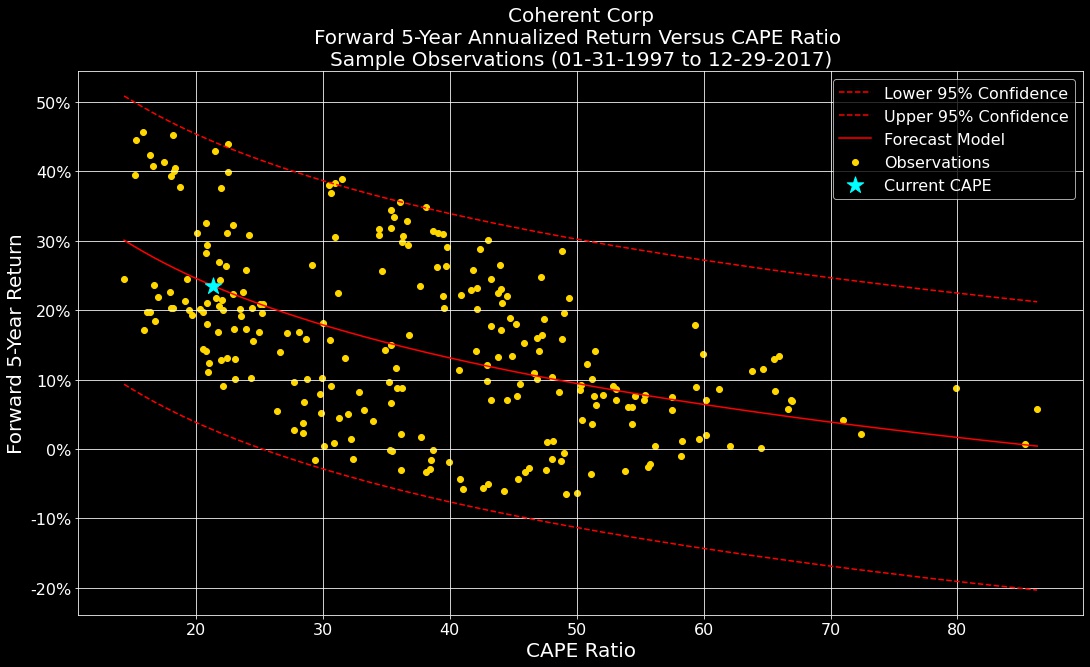 Coherent Corp
Forward 5-Year Annualized Return Versus CAPE Ratio
Sample Observations (01-31-1997 to 12-29-2017)
Lower 95% Confidence
Upper 95% Confidence
Forecast Model
Observations
Current CAPE
Forward 5-Year Return
50%
40%
30%
20%
10%
0%
-10%
-20%
20 30 40 50 60 70 80
CAPE Ratio